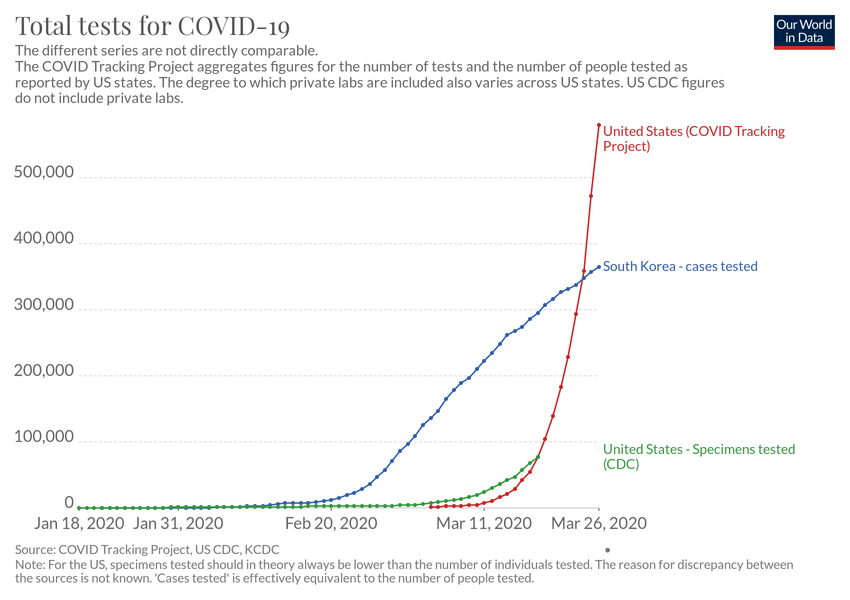 Total tests for COVID-19
Our World
in Data
The different series are not directly comparable.
The COVID Tracking Project aggregates figures for the number of tests and the number of people tested as
reported by US states. The degree to which private labs are included also varies across US states. US CDC figures
do not include private labs.
United States (COVID Tracking
Project)
500,000
400,000
South Korea - cases tested
300,000
200,000
100,000
United States - Specimens tested
(CDC)
0
Jan 18, 2020 Jan 31, 2020 Feb 20, 2020 Mar 11, 2020 Mar 26, 2020
Source: COVID Tracking Project, US CDC, KCDC
Note: For the US, specimens tested should in theory always be lower than the number of individuals tested. The reason for discrepancy between
the sources is not known. 'Cases tested' is effectively equivalent to the number of people tested.